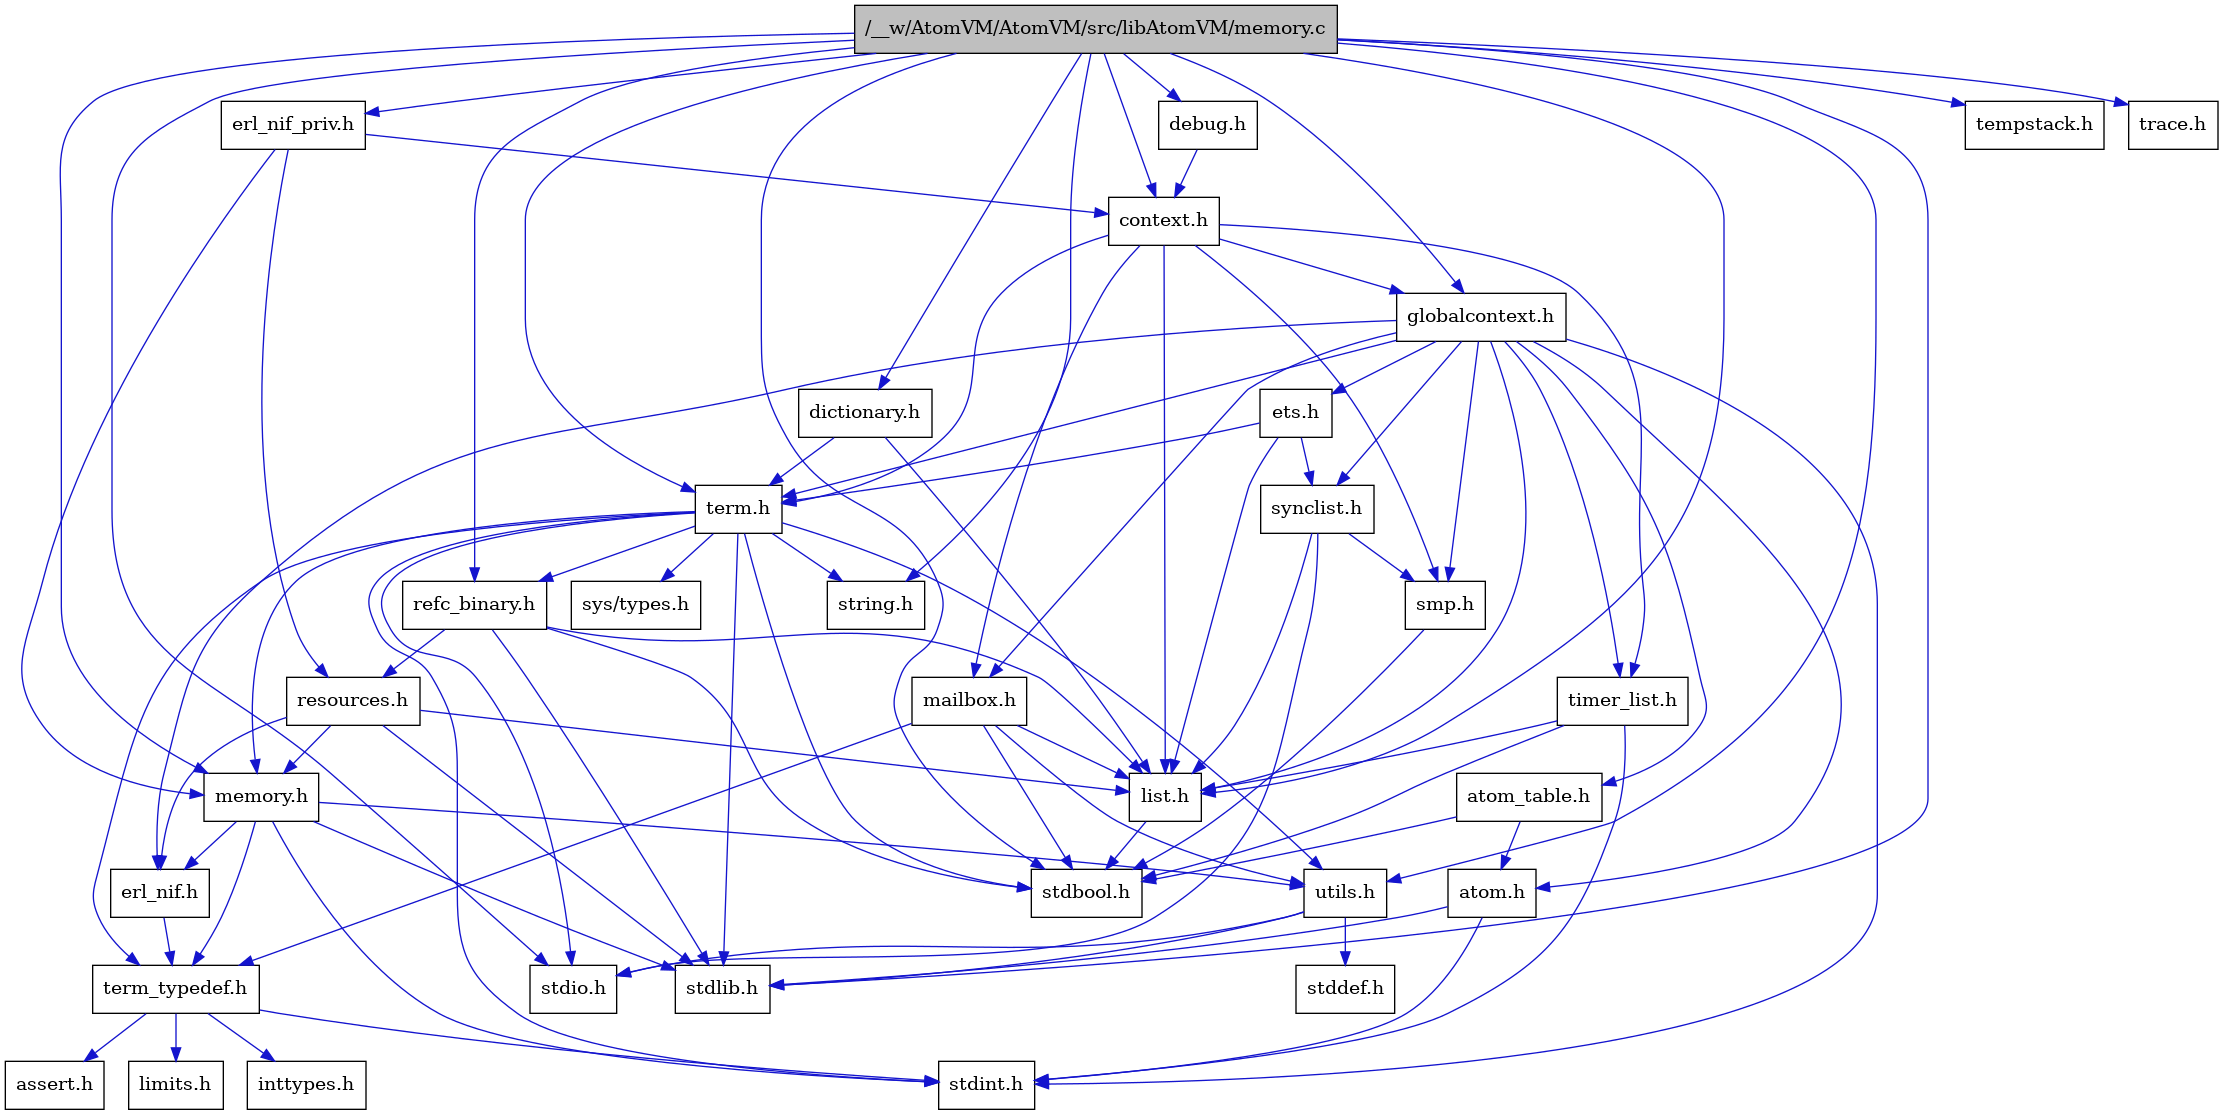 /__w/AtomVM/AtomVM/src/libAtomVM/memory.c
erl_nif_priv.h
debug.h
tempstack.h
trace.h
context.h
globalcontext.h
dictionary.h
ets.h
term.h
synclist.h
refc_binary.h
sys/types.h
string.h
smp.h
resources.h
mailbox.h
timer_list.h
memory.h
list.h
atom_table.h
erl_nif.h
stdbool.h
utils.h
atom.h
term_typedef.h
stdio.h
stdlib.h
stddef.h
assert.h
limits.h
inttypes.h
stdint.h